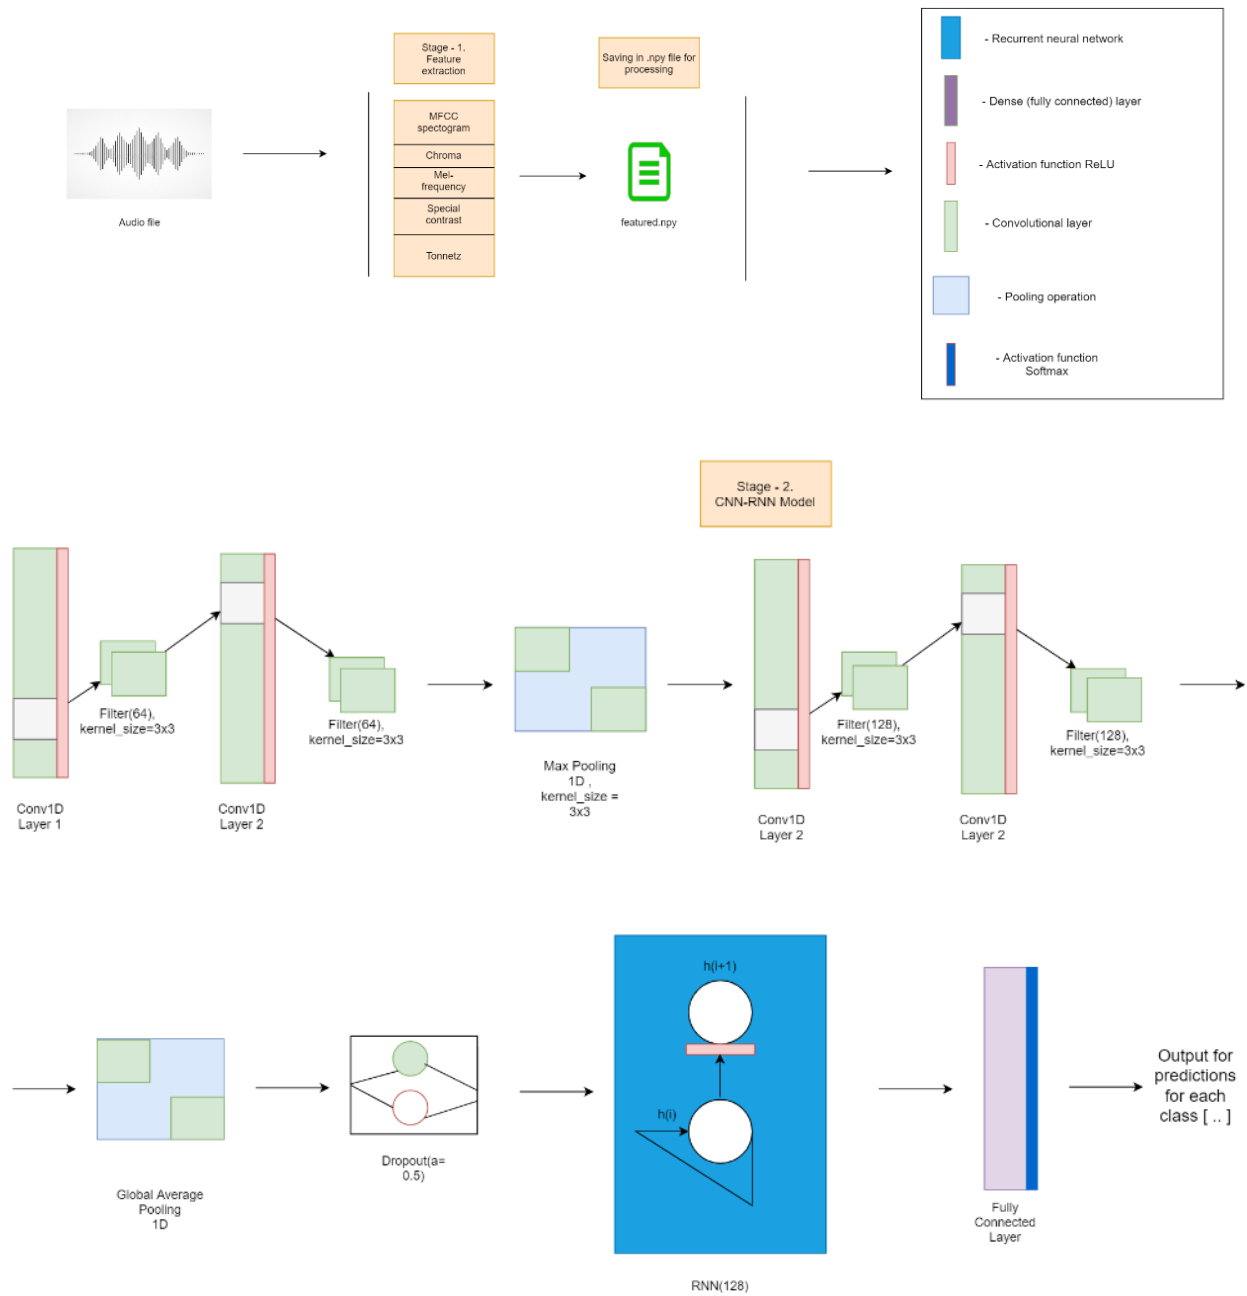 Stage - 1.
Feature
extraction
Saving in .npy file for
processing
MFCC
spectogram
Chroma
Mel-
frequency
Special
contrast
Tonnetz
Audio file
featured.npy
- Recurrent neural network
- Dense (fully connected) layer
- Activation function ReLU
- Convolutional layer
- Pooling operation
- Activation function
Softmax
Stage - 2.
CNN-RNN Model
Filter(64),
kernel_size=3x3
Filter(64),
kernel_size=3x3
Conv1D
Layer 1
Conv1D
Layer 2
Max Pooling
1D ,
kernel_size =
3x3
Filter(128),
kernel_size=3x3
Filter(128),
kernel_size=3x3
Conv1D
Layer 2
Conv1D
Layer 2
Global Average
Pooling
1D
Dropout(a=
0.5)
h(i+1)
h(i)
RNN(128)
Fully
Connected
Layer
Output for
predictions
for each
class [ .. ]